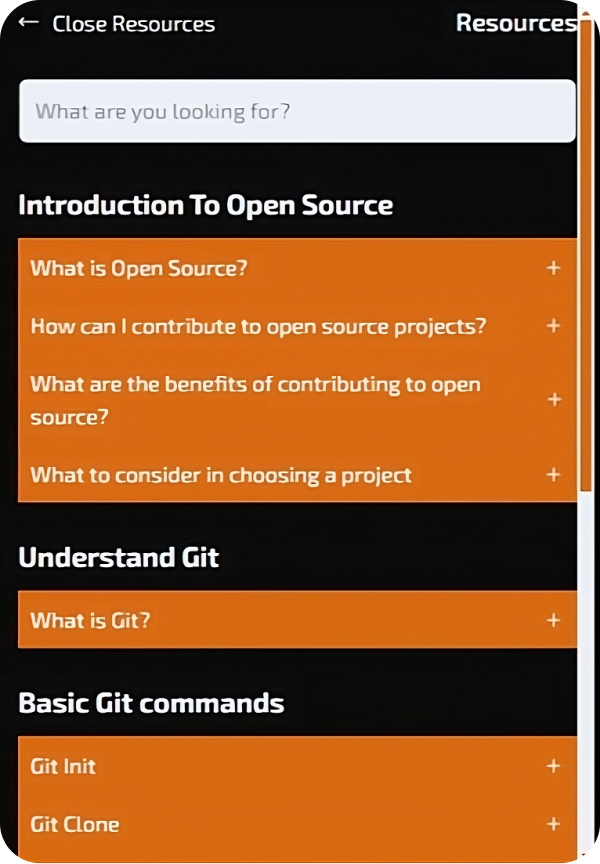 ← Close Resources
Resources
What are you looking for?
Introduction To Open Source
What is Open Source? +
How can I contribute to open source projects? +
What are the benefits of contributing to open
source? +
What to consider in choosing a project +
Understand Git
What is Git? +
Basic Git commands
Git Init +
Git Clone +